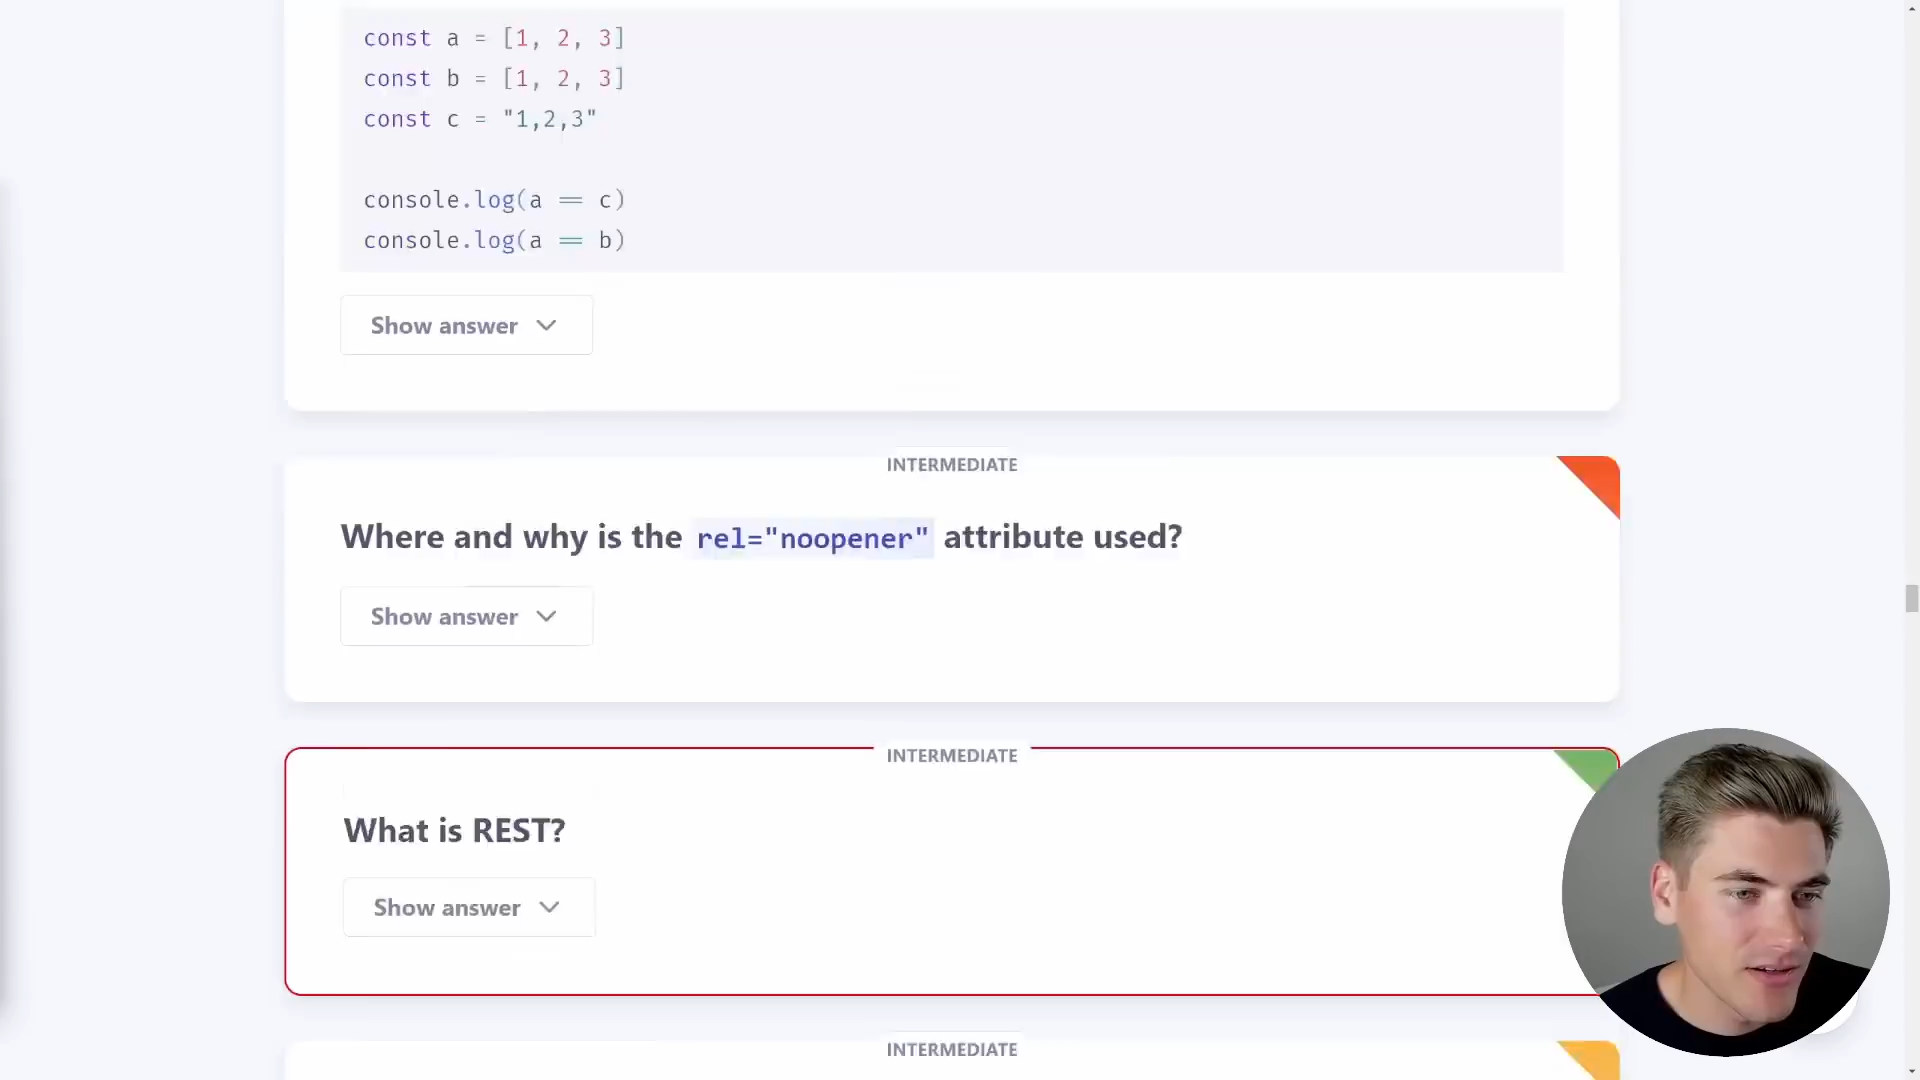 const a = [1, 2, 3]
const b = [1, 2, 3]
const c = "1,2,3"
console.log(a == c)
console.log(a == b)
Show answer
INTERMEDIATE
Where and why is the rel="noopener" attribute used?
Show answer
INTERMEDIATE
What is REST?
Show answer
INTERMEDIATE